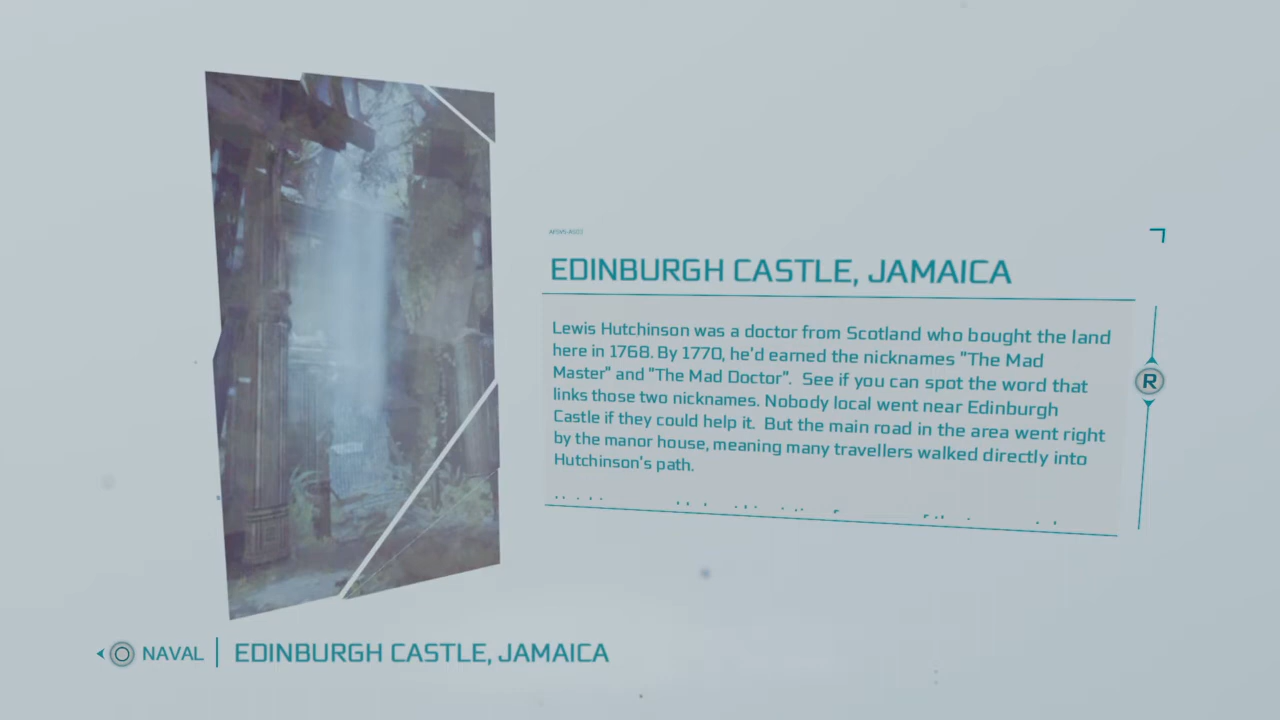 EDINBURGH CASTLE, JAMAICA
Lewis Hutchinson was a doctor from Scotland who bought the land
here in 1768. By 1770, he'd earned the nicknames "The Mad
Master" and "The Mad Doctor".  See if you can spot the word that
links those two nicknames. Nobody local went near Edinburgh
Castle if they could help it.  But the main road in the area went right
by the manor house, meaning many travellers walked directly into
Hutchinson's path.
R
NAVAL
EDINBURGH CASTLE, JAMAICA